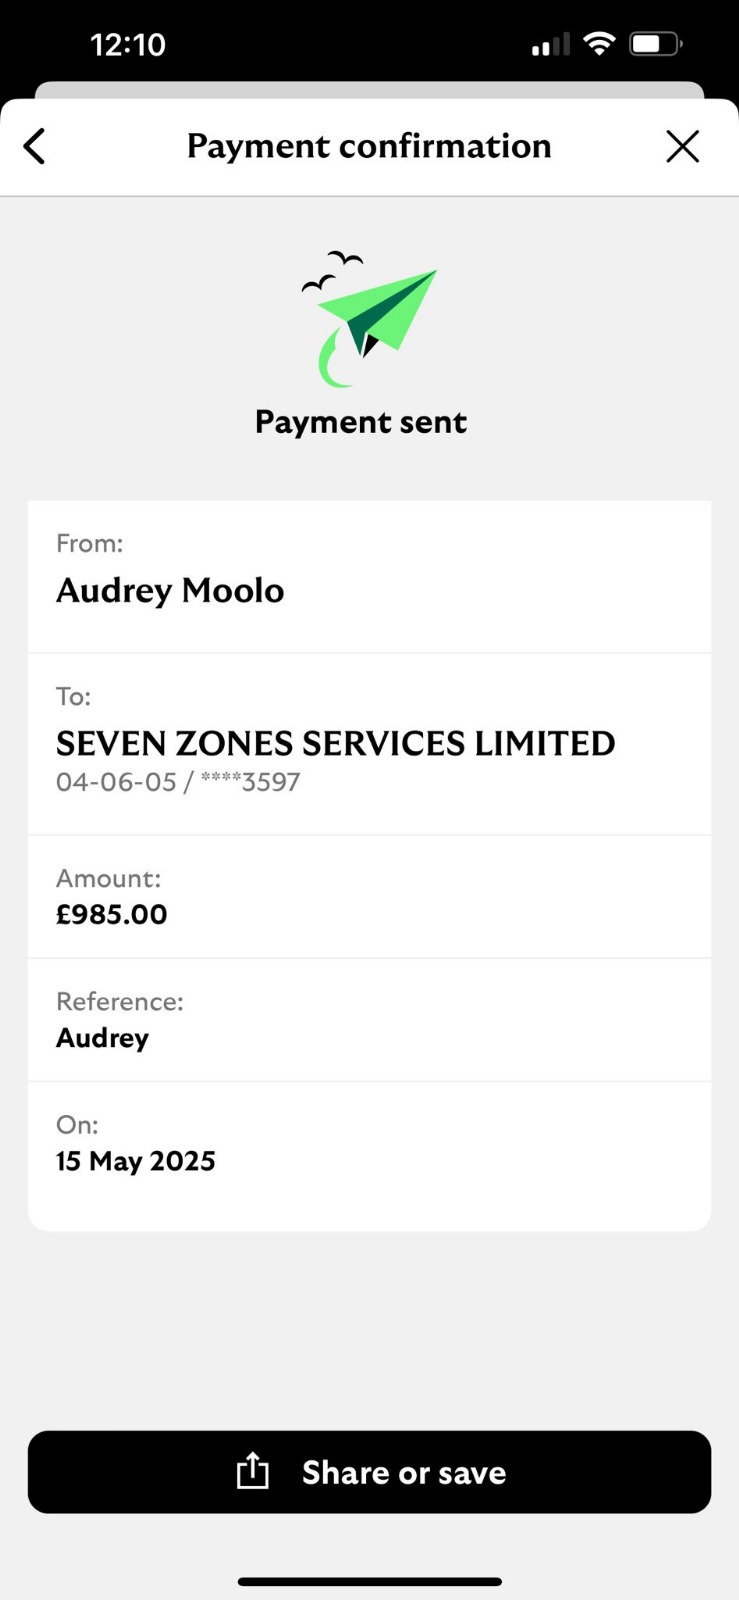 12:10
Payment confirmation
Payment sent
From:
Audrey Moolo
To:
SEVEN ZONES SERVICES LIMITED
04-06-05 / ****3597
Amount:
£985.00
Reference:
Audrey
On:
15 May 2025
Share or save